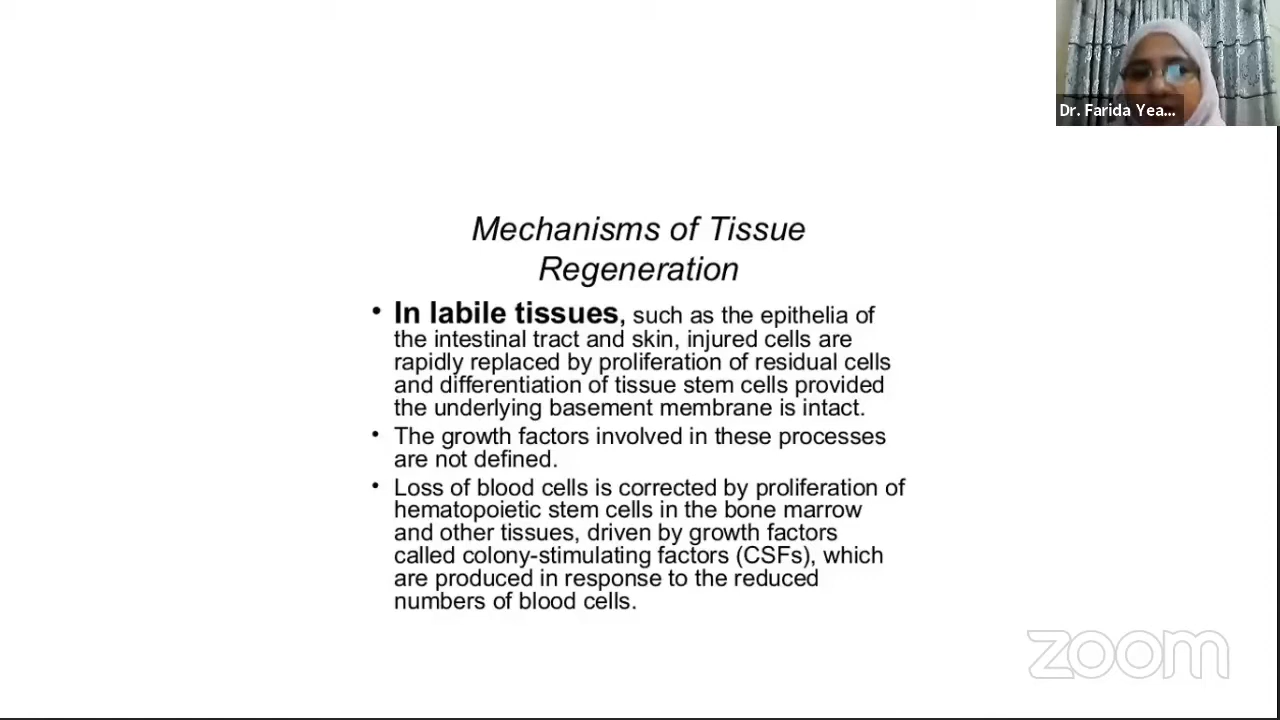 Dr. Farida Yea...
Mechanisms of Tissue
Regeneration
• In labile tissues, such as the epithelia of
the intestinal tract and skin, injured cells are
rapidly replaced by proliferation of residual cells
and differentiation of tissue stem cells provided
the underlying basement membrane is intact.
• The growth factors involved in these processes
are not defined.
• Loss of blood cells is corrected by proliferation of
hematopoietic stem cells in the bone marrow
and other tissues, driven by growth factors
called colony-stimulating factors (CSFs), which
are produced in response to the reduced
numbers of blood cells.
zoom